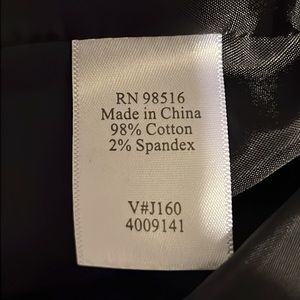 RN 98516
Made in China
98% Cotton
2% Spandex
V#J160
4009141